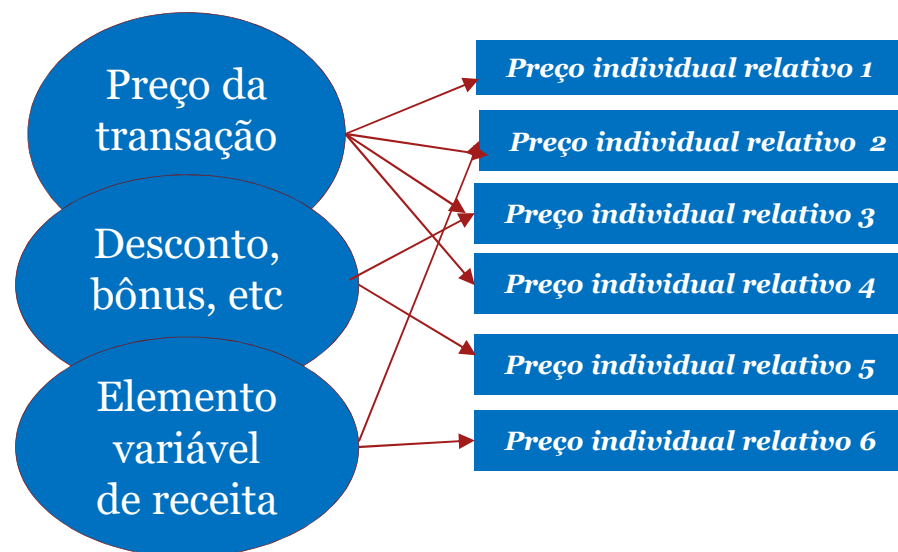 Preço da
transação
Desconto,
bônus, etc
Elemento
variável
de receita
Preço individual relativo 1
Preço individual relativo 2
Preço individual relativo 3
Preço individual relativo 4
Preço individual relativo 5
Preço individual relativo 6